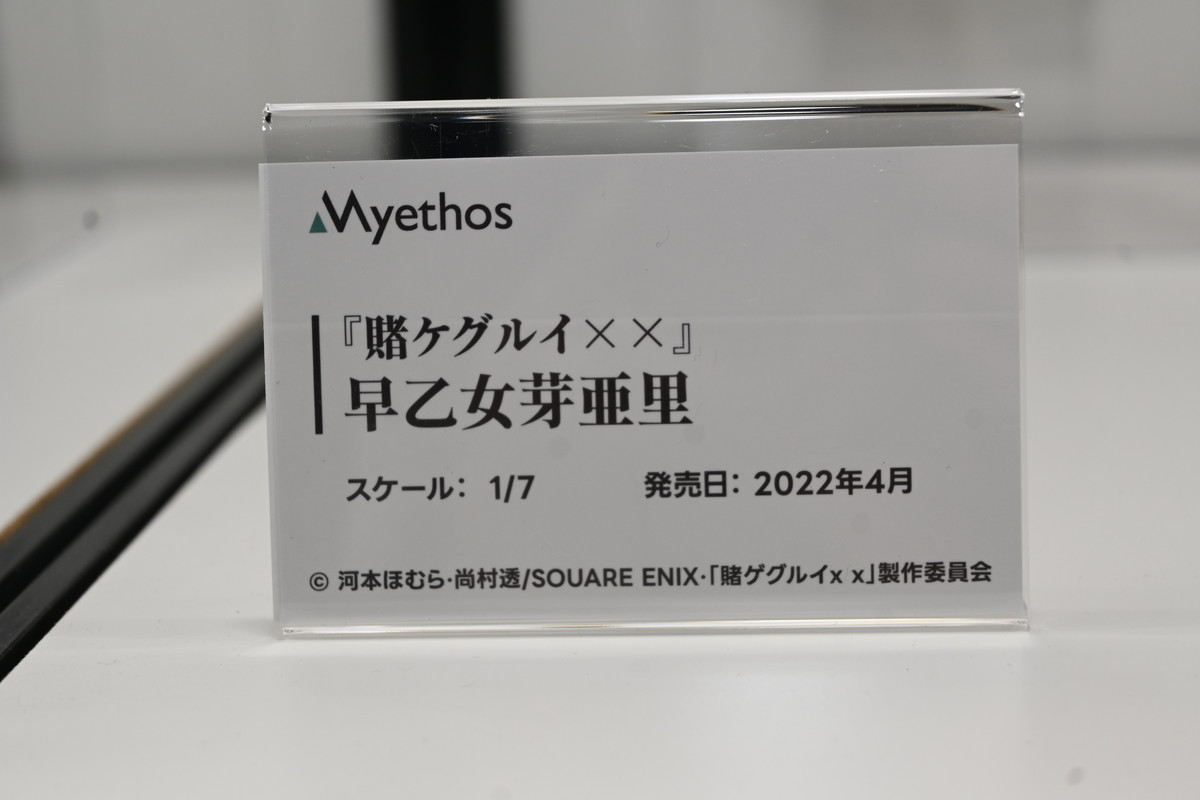 Myethos
『賭ケグルイ××』
早乙女芽亜里
スケール： 1/7 発売日： 2022年4月
© 河本ほむら・尚村透/SOUARE ENIX・「賭ゲグルイx x」製作委員会